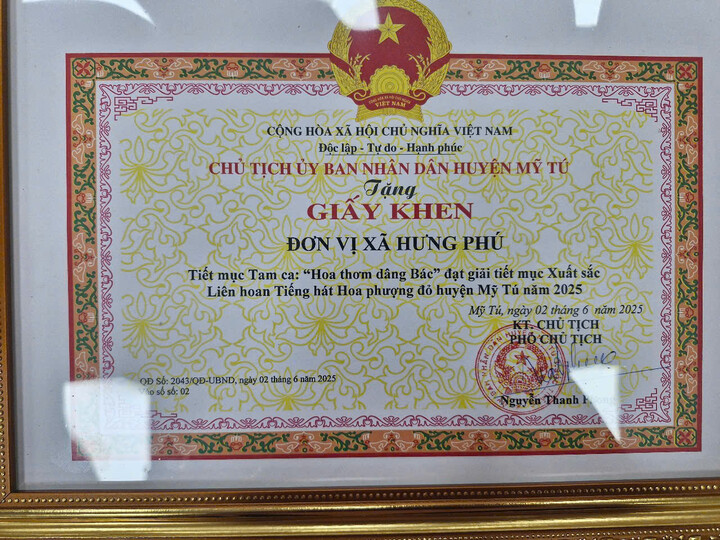 VIỆT NAM
CỘNG HÒA XÃ HỘI CHỦ NGHĨA VIỆT NAM
Độc lập - Tự do - Hạnh phúc
CHỦ TỊCH ỦY BAN NHÂN DÂN HUYỆN MỸ TÚ
Tặng
GIẤY KHEN
ĐƠN VỊ XÃ HƯNG PHÚ
Tiết mục Tam ca: “Hoa thơm dâng Bác” đạt giải tiết mục Xuất sắc
Liên hoan Tiếng hát Hoa phượng đỏ huyện Mỹ Tú năm 2025
Mỹ Tú, ngày 02 tháng 6 năm 2025
KT. CHỦ TỊCH
PHÓ CHỦ TỊCH
QĐ Số: 2043/QĐ-UBND, ngày 02 tháng 6 năm 2025
sổ số: 02
Nguyễn Thanh